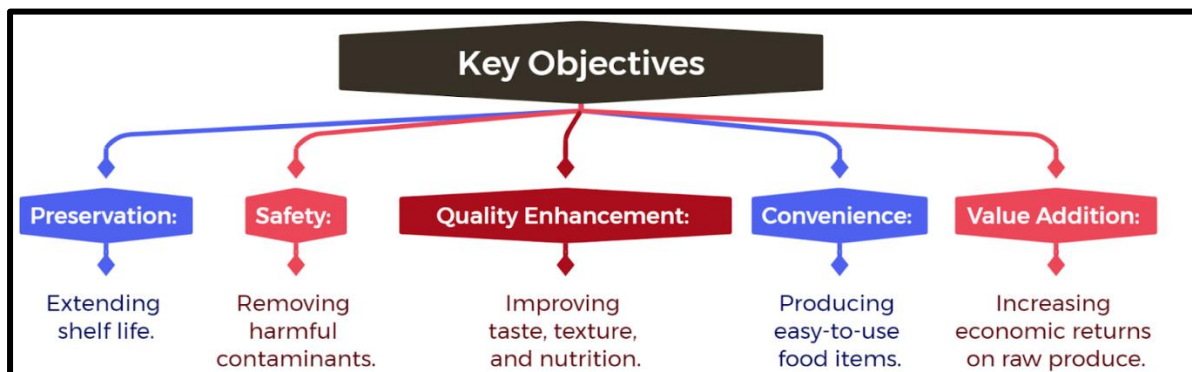 Key Objectives
Preservation:
Safety:
Quality Enhancement:
Convenience:
Value Addition:
Extending
shelf life.
Removing
harmful
contaminants.
Improving
taste, texture,
and nutrition.
Producing
easy-to-use
food items.
Increasing
economic returns
on raw produce.